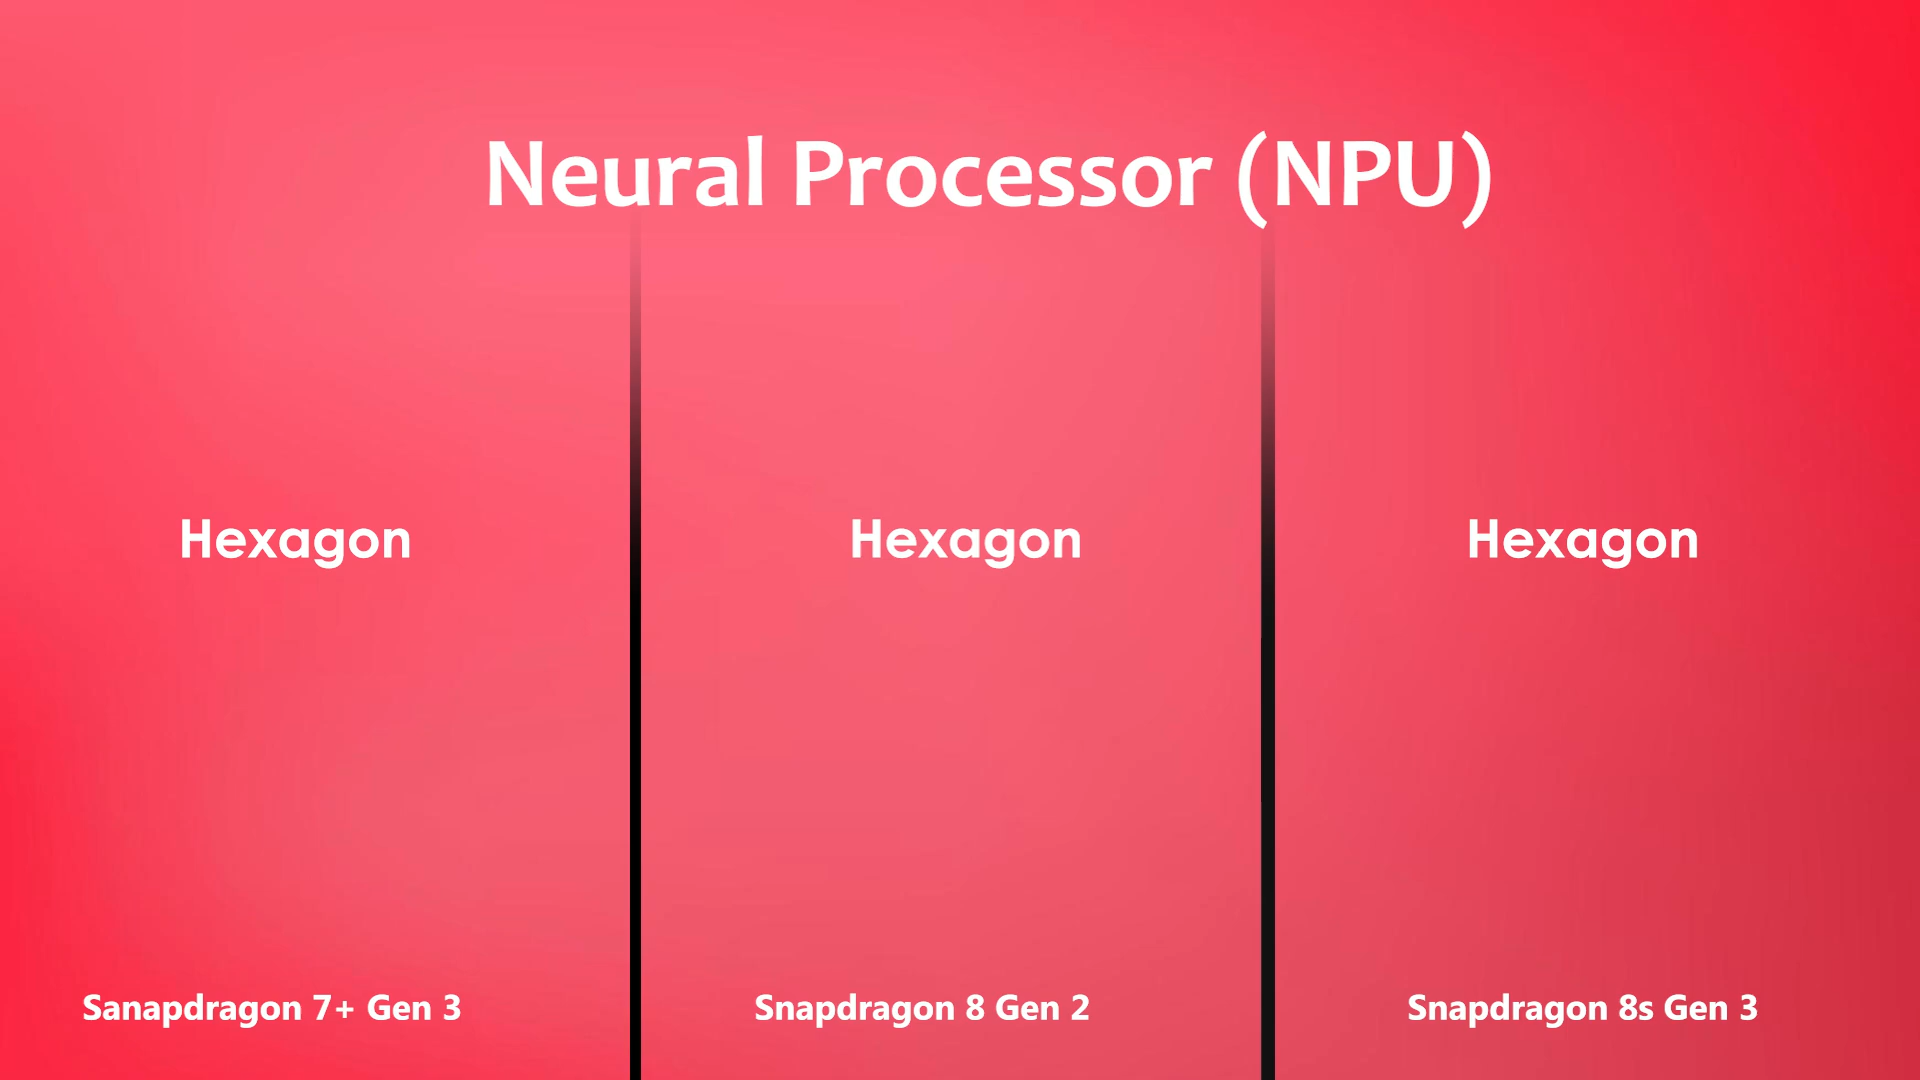 Neural Processor (NPU)
Hexagon
Hexagon
Hexagon
Sanapdragon 7+ Gen 3
Snapdragon 8 Gen 2
Snapdragon 8s Gen 3